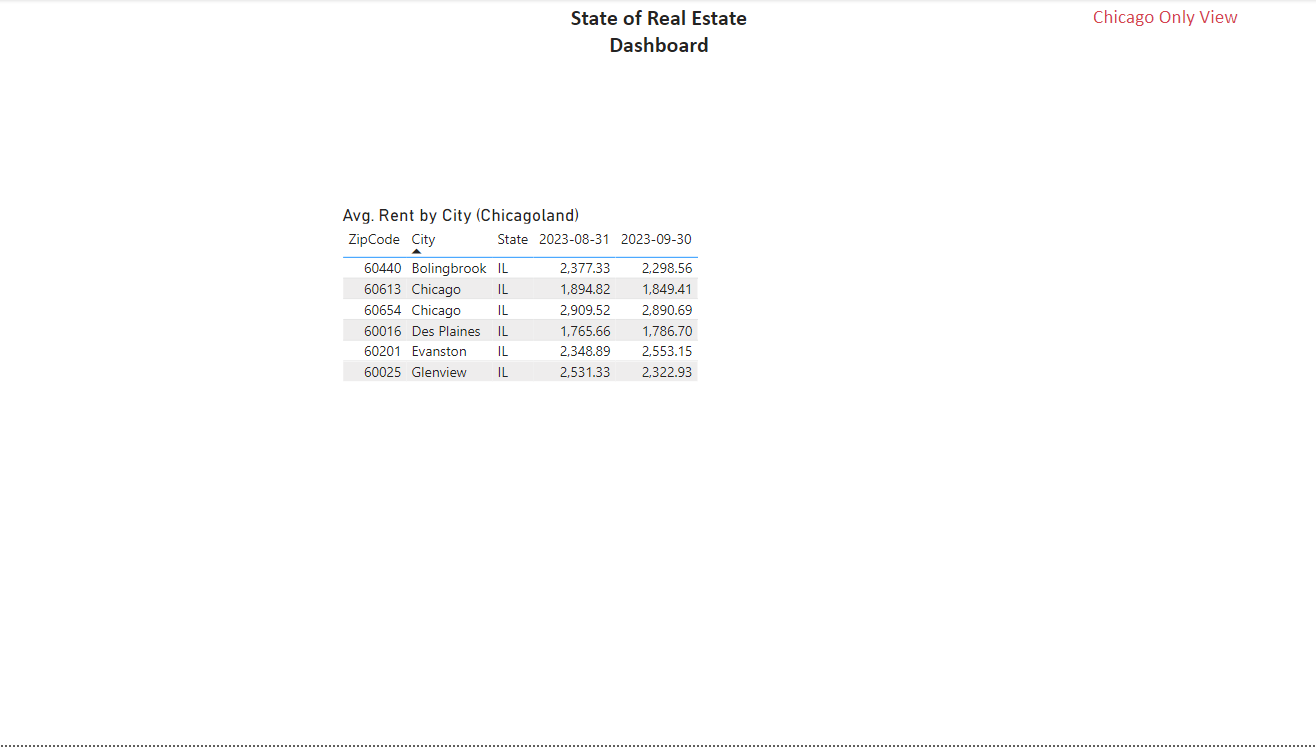 State of Real Estate
Dashboard
Chicago Only View
Avg. Rent by City (Chicagoland)
ZipCode City State 2023-08-31 2023-09-30
60440 Bolingbrook IL 2,377.33 2,298.56
60613 Chicago IL 1,894.82 1,849.41
60654 Chicago IL 2,909.52 2,890.69
60016 Des Plaines IL 1,765.66 1,786.70
60201 Evanston IL 2,348.89 2,553.15
60025 Glenview IL 2,531.33 2,322.93